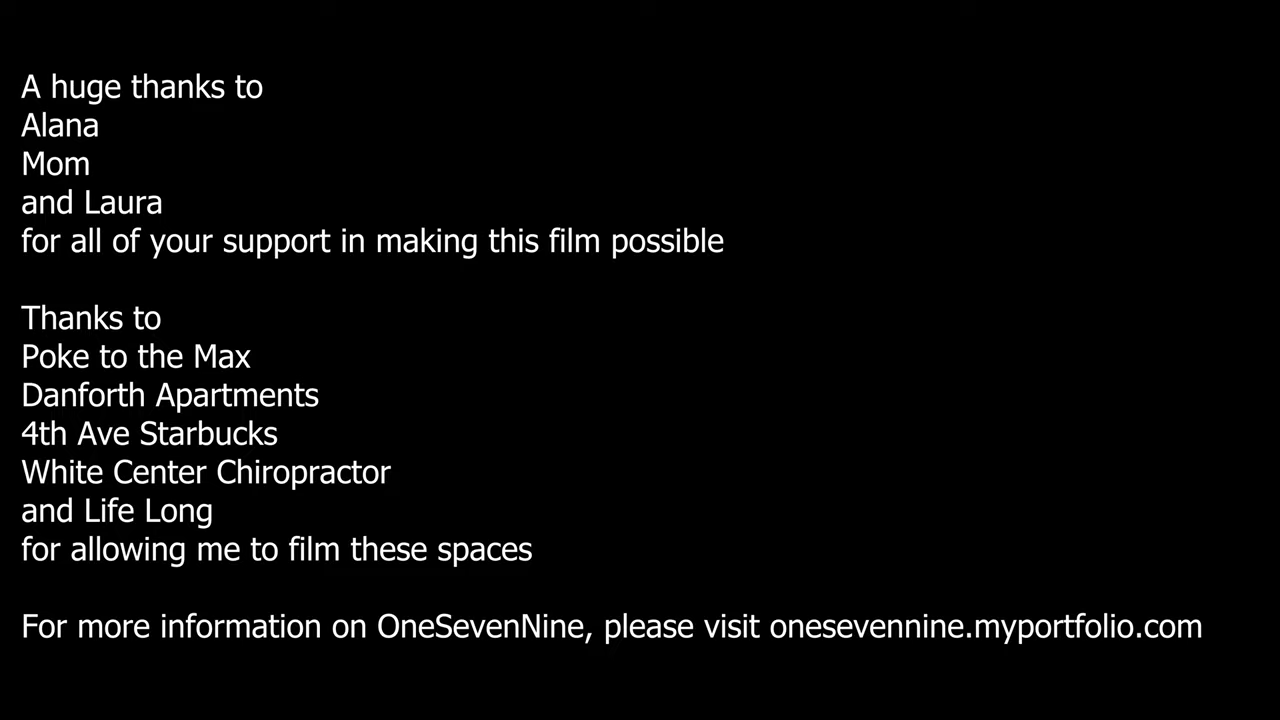 A huge thanks to
Alana
Mom
and Laura
for all of your support in making this film possible
Thanks to
Poke to the Max
Danforth Apartments
4th Ave Starbucks
White Center Chiropractor
and Life Long
for allowing me to film these spaces
For more information on OneSevenNine, please visit onesevennine.myportfolio.com